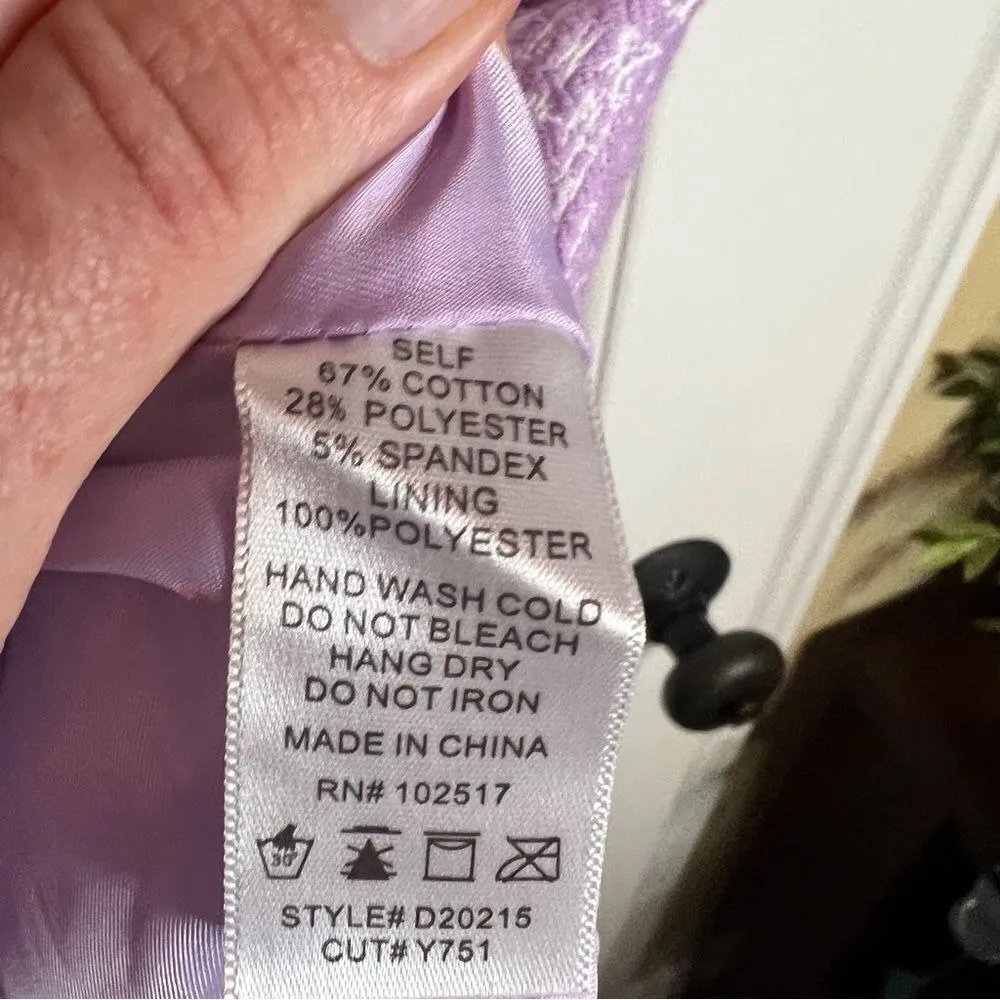 SELF
67% COTTON
28% POLYESTER
5% SPANDEX
LINING
100%POLYESTER
HAND WASH COLD
DO NOT BLEACH
HANG DRY
DO NOT IRON
MADE IN CHINA
RN# 102517
30°
STYLE# D20215
CUT# Y751